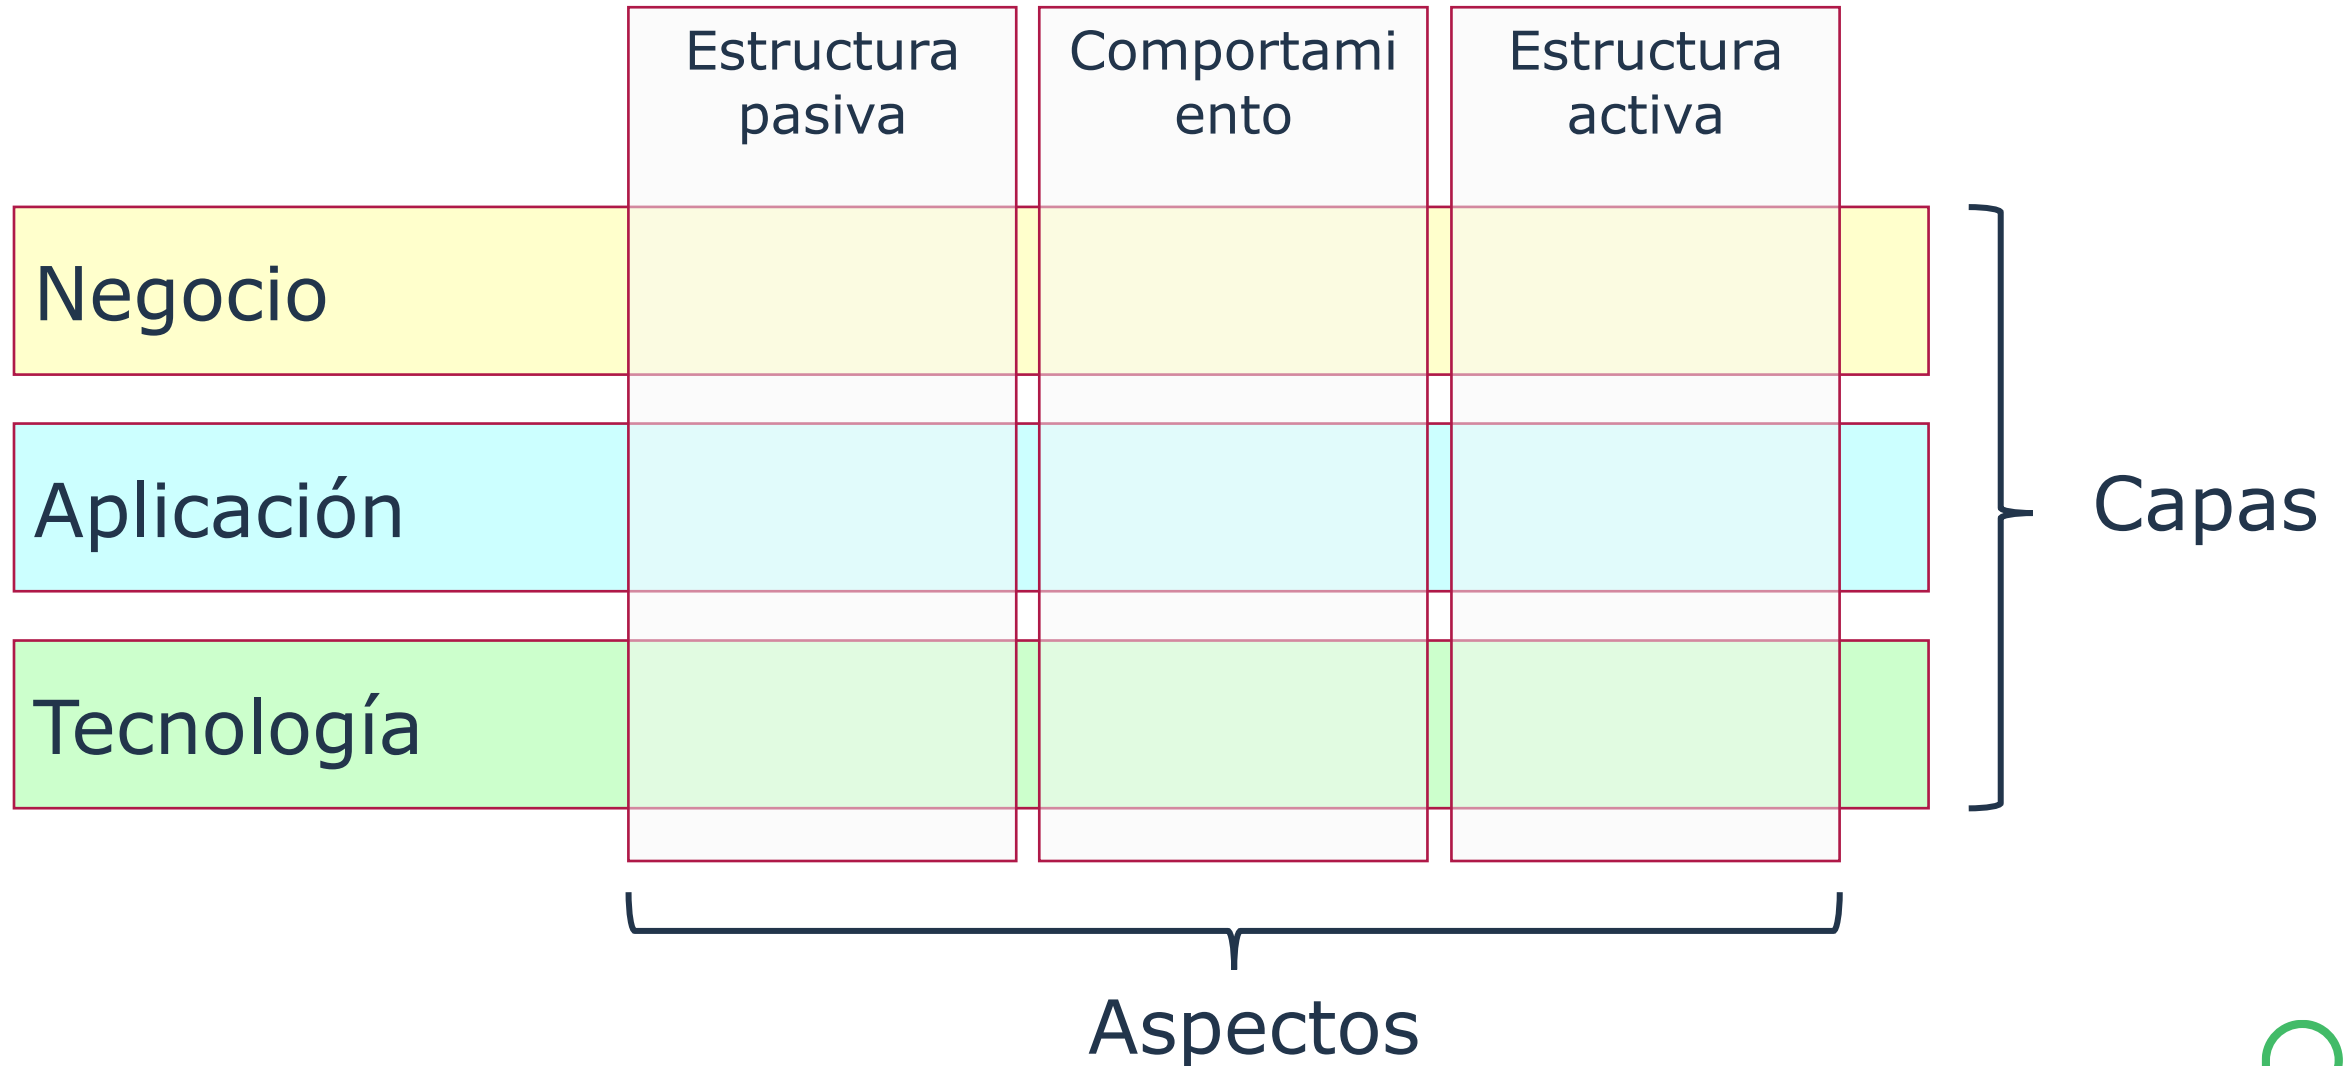 Estructura
pasiva
Comportami
ento
Estructura
activa
Negocio
Aplicación
Tecnología
Capas
Aspectos